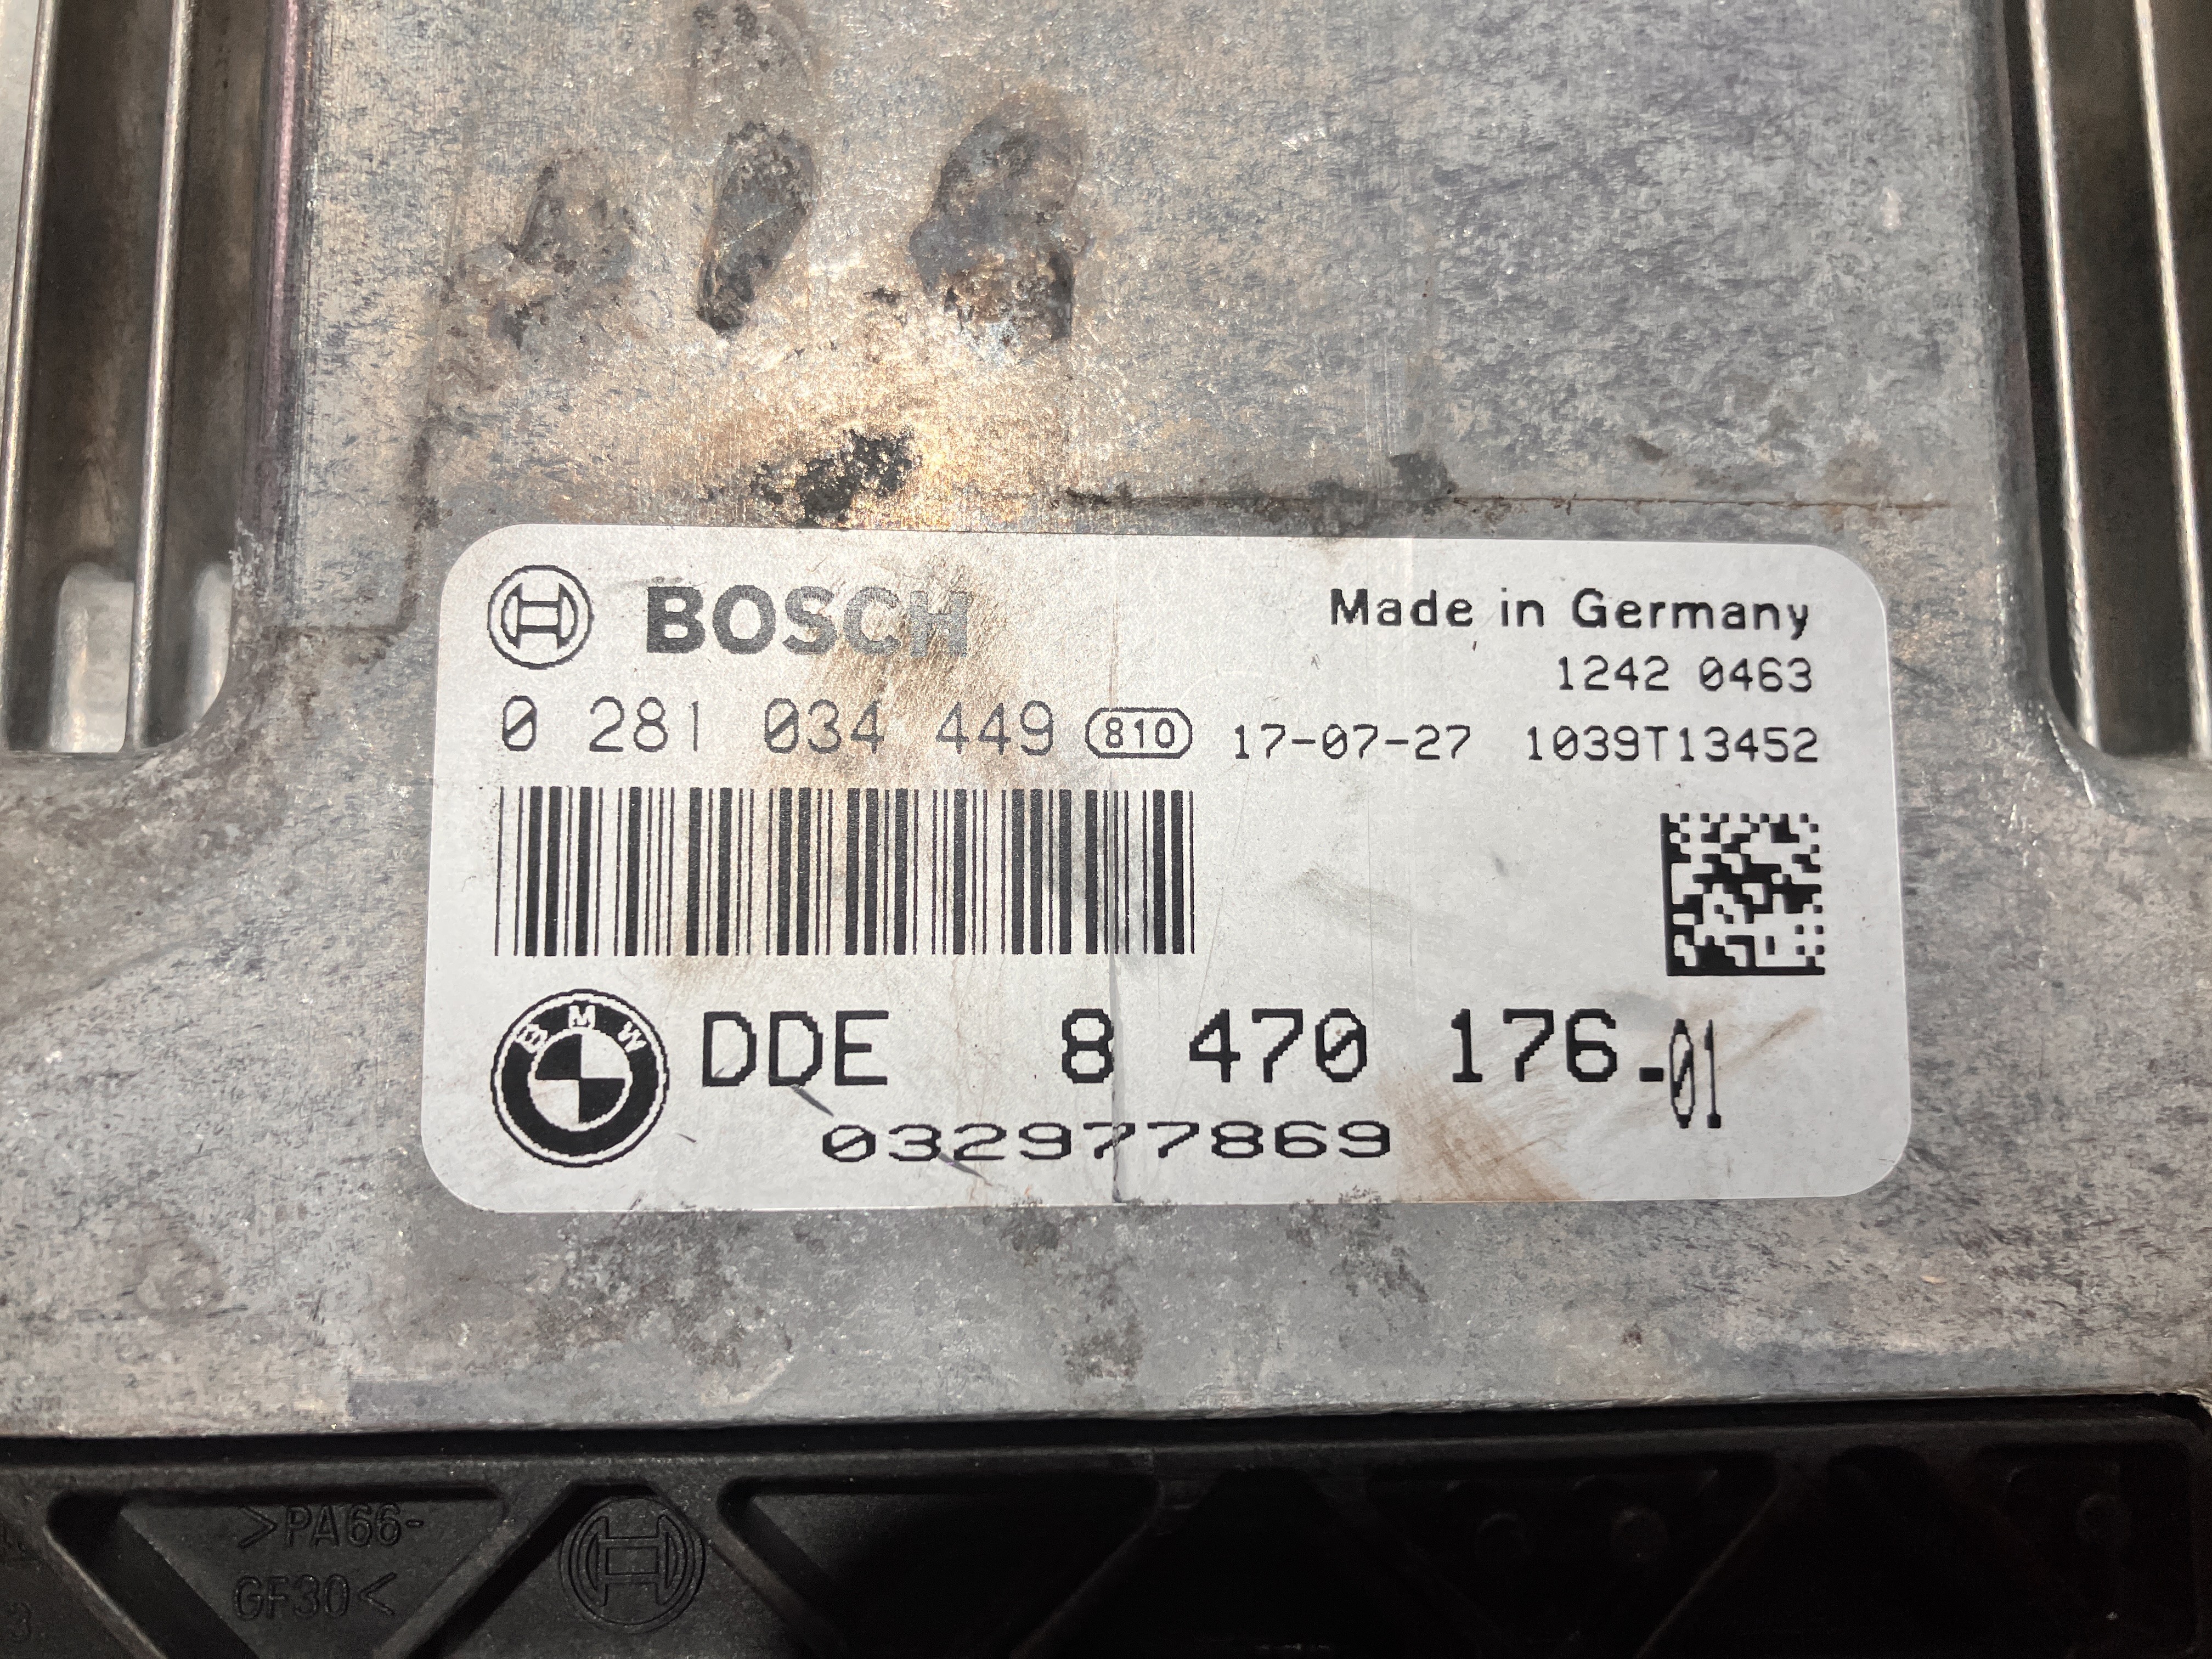 BOSCH
Made in Germany
1242 0463
0 281 034 449 810 17-07-27 1039T13452
BMW
DDE 8 470 176.01
032977869
>PA66-
GF30<